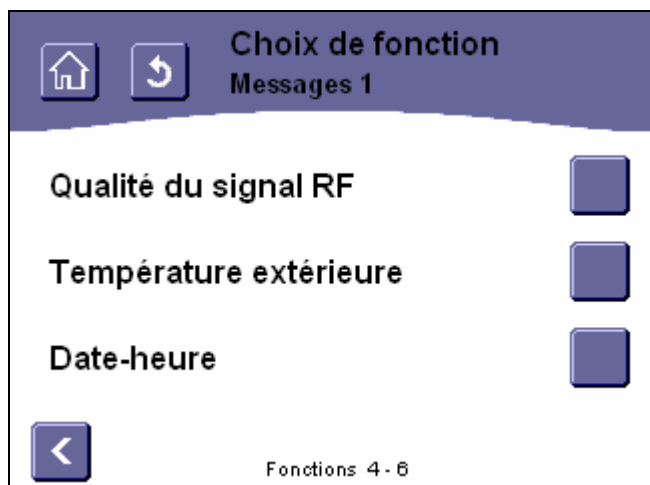 Choix de fonction
Messages 1
Qualité du signal RF
Température extérieure
Date-heure
Fonctions 4 - 6